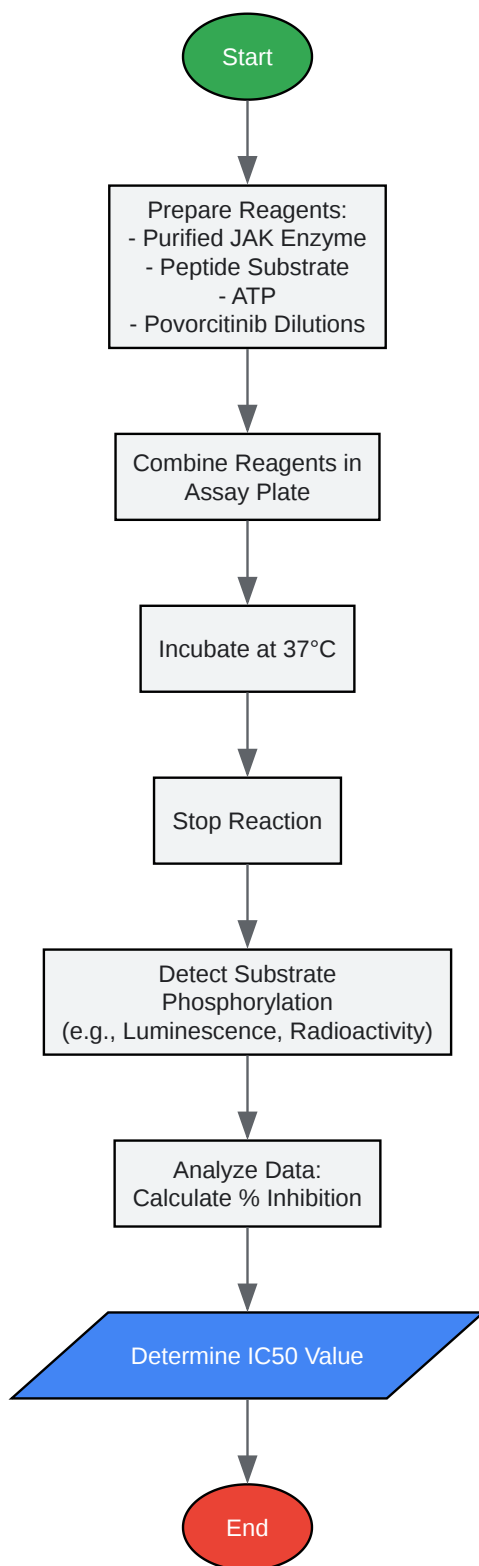 Start
Prepare Reagents:
- Purified JAK Enzyme
- Peptide Substrate
- ATP
- Povorcitinib Dilutions
Combine Reagents in
Assay Plate
Incubate at 37°C
Stop Reaction
Detect Substrate
Phosphorylation
(e.g., Luminescence, Radioactivity)
Analyze Data:
Calculate % Inhibition
Determine IC50 Value
End